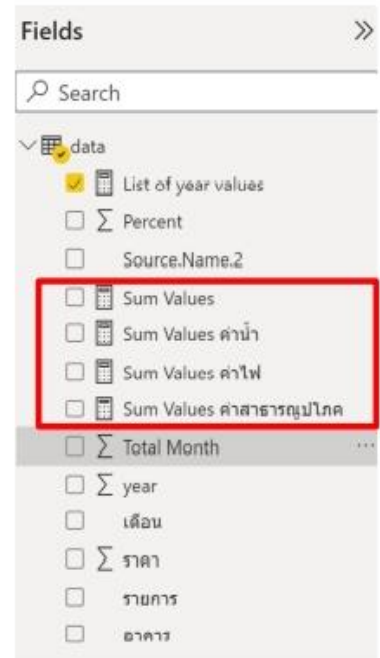 Fields
Search
data
List of year values
Percent
Source.Name.2
Sum Values
Sum Values ค่าน้ำ
Sum Values ค่าไฟ
Sum Values ค่าสาธารณูปโภค
Total Month
year
เดือน
ราคา
รายการ
อาคาร